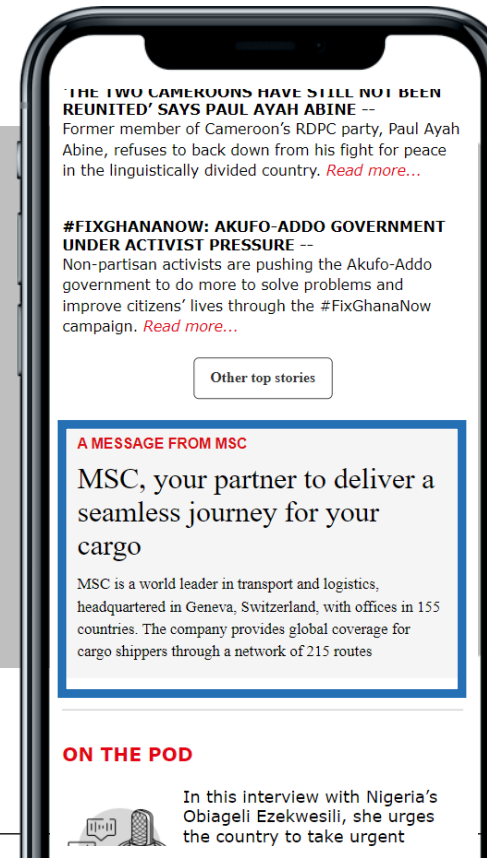 'THE TWO CAMEROONS HAVE STILL NOT BEEN
REUNITED' SAYS PAUL AYAH ABINE --
Former member of Cameroon's RDPC party, Paul Ayah
Abine, refuses to back down from his fight for peace
in the linguistically divided country. Read more...
#FIXGHANANOW: AKUFO-ADDO GOVERNMENT
UNDER ACTIVIST PRESSURE --
Non-partisan activists are pushing the Akufo-Addo
government to do more to solve problems and
improve citizens' lives through the #FixGhanaNow
campaign. Read more...
Other top stories
A MESSAGE FROM MSC
MSC, your partner to deliver a
seamless journey for your
cargo
MSC is a world leader in transport and logistics,
headquartered in Geneva, Switzerland, with offices in 155
countries. The company provides global coverage for
cargo shippers through a network of 215 routes
ON THE POD
In this interview with Nigeria's
Obiageli Ezekwesili, she urges
the country to take urgent